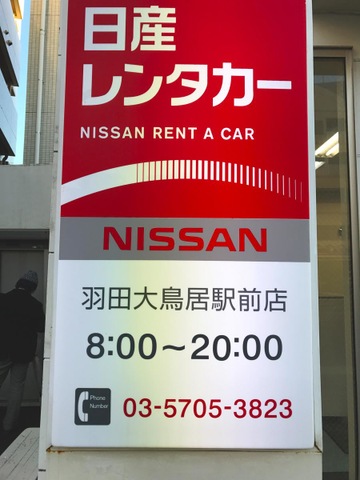 日産
レンタカー
NISSAN RENT A CAR
NISSAN
羽田大鳥居駅前店
8:00～20:00
Phone
Number
03-5705-3823